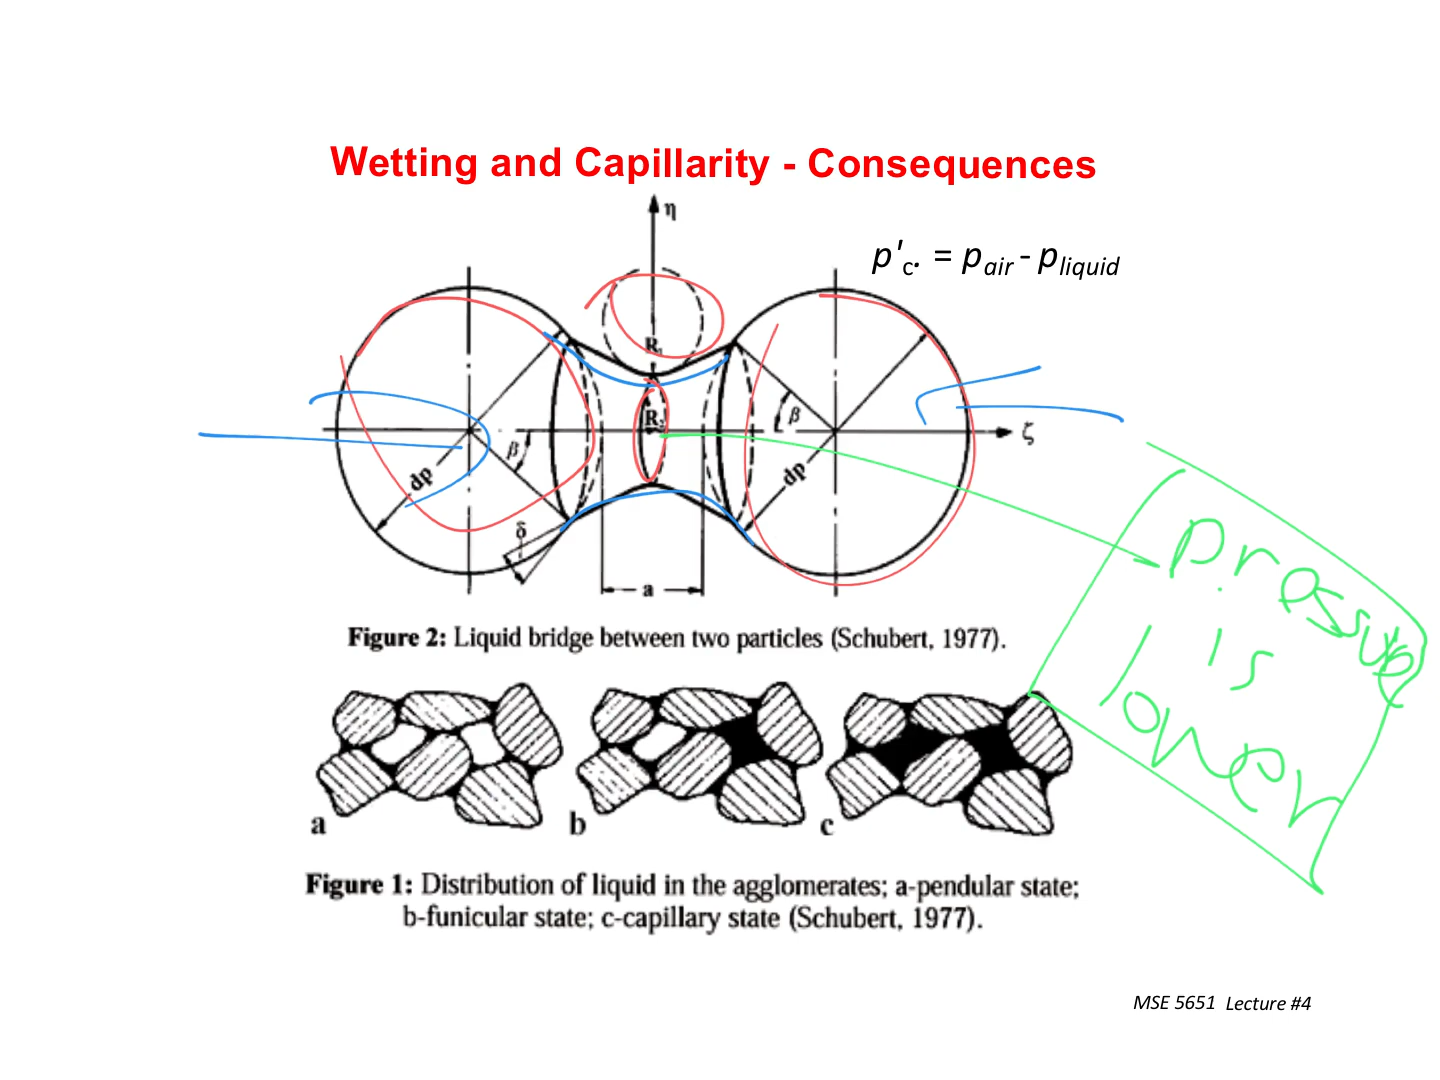 Wetting and Capillarity - Consequences
η
p'c. = pair - pliquid
R1
R2
β
β
ζ
dp
dp
δ
a
pressure
is
lower
Figure 2: Liquid bridge between two particles (Schubert, 1977).
a
b
c
Figure 1: Distribution of liquid in the agglomerates; a-pendular state;
b-funicular state; c-capillary state (Schubert, 1977).
MSE 5651 Lecture #4